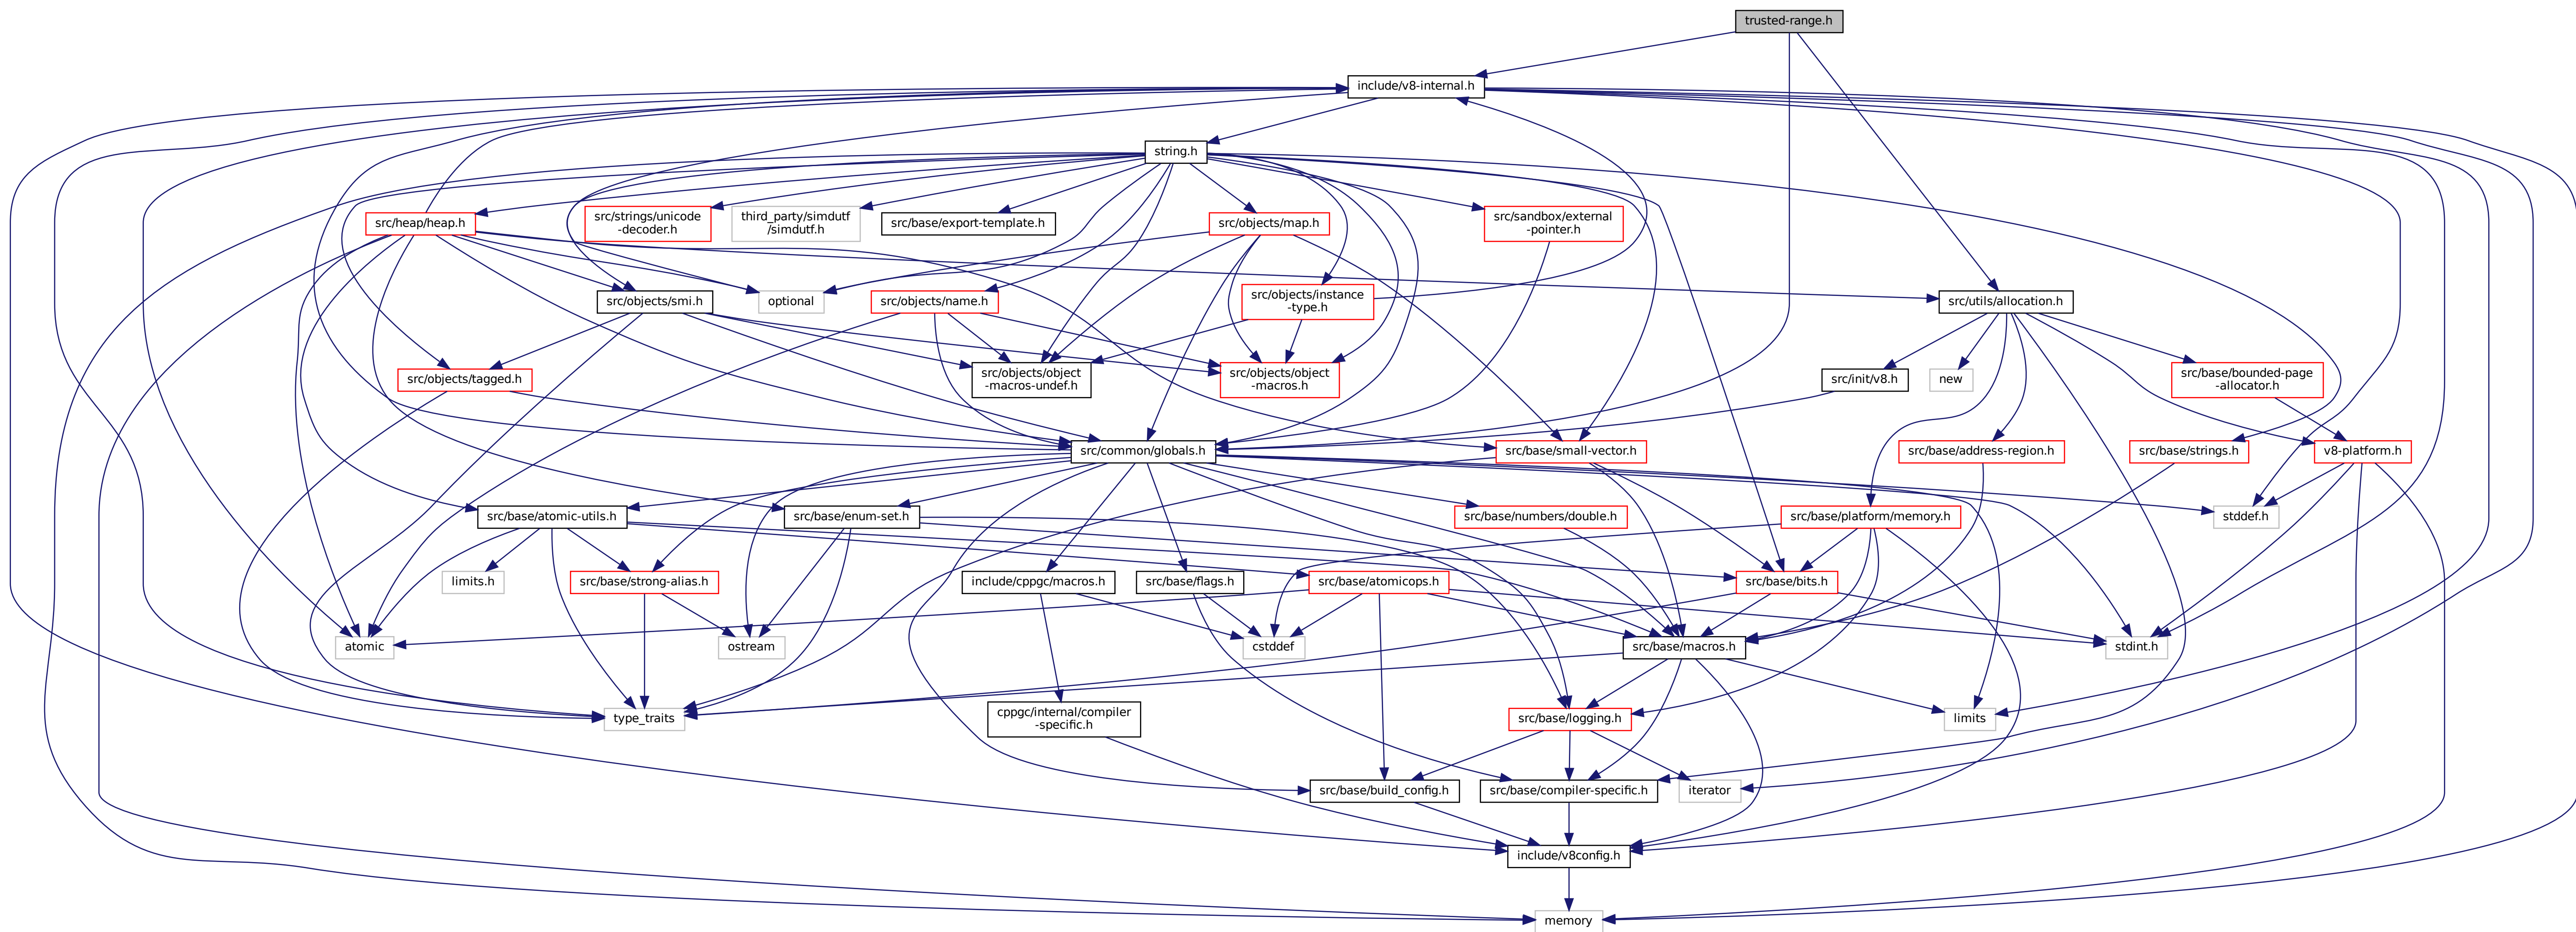 trusted-range.h
include/v8-internal.h
string.h
src/heap/heap.h
src/strings/unicode
-decoder.h
third_party/simdutf
/simdutf.h
src/base/export-template.h
src/objects/map.h
src/sandbox/external
-pointer.h
src/objects/smi.h
optional
src/objects/name.h
src/objects/instance
-type.h
src/utils/allocation.h
src/objects/tagged.h
src/objects/object
-macros-undef.h
src/objects/object
-macros.h
src/init/v8.h
new
src/base/bounded-page
-allocator.h
src/common/globals.h
src/base/small-vector.h
src/base/address-region.h
src/base/strings.h
v8-platform.h
src/base/atomic-utils.h
src/base/enum-set.h
src/base/numbers/double.h
src/base/platform/memory.h
stddef.h
limits.h
src/base/strong-alias.h
include/cppgc/macros.h
src/base/flags.h
src/base/atomicops.h
src/base/bits.h
atomic
ostream
cstddef
src/base/macros.h
stdint.h
type_traits
cppgc/internal/compiler
-specific.h
src/base/logging.h
limits
src/base/build_config.h
src/base/compiler-specific.h
iterator
include/v8config.h
memory